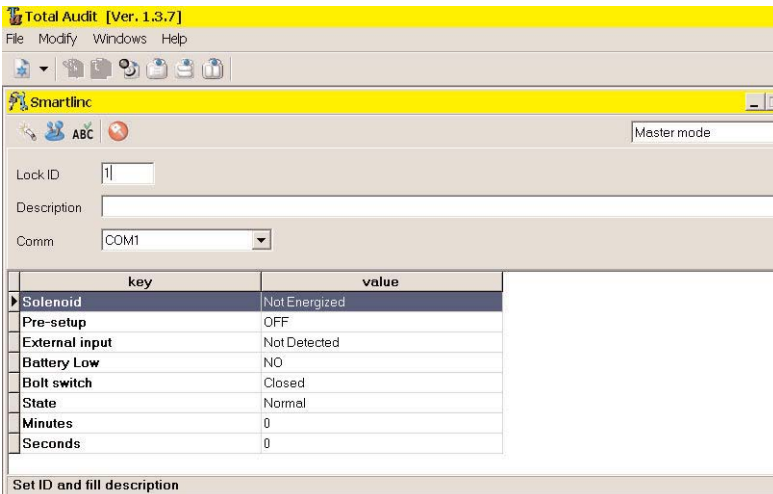 Total Audit [Ver. 1.3.7]
File Modify Windows Help
Smartlinc
ABC Master mode
Lock ID 1
Description
Comm COM1
key value
Solenoid Not Energized
Pre-setup OFF
External input Not Detected
Battery Low NO
Bolt switch Closed
State Normal
Minutes 0
Seconds 0
Set ID and fill description